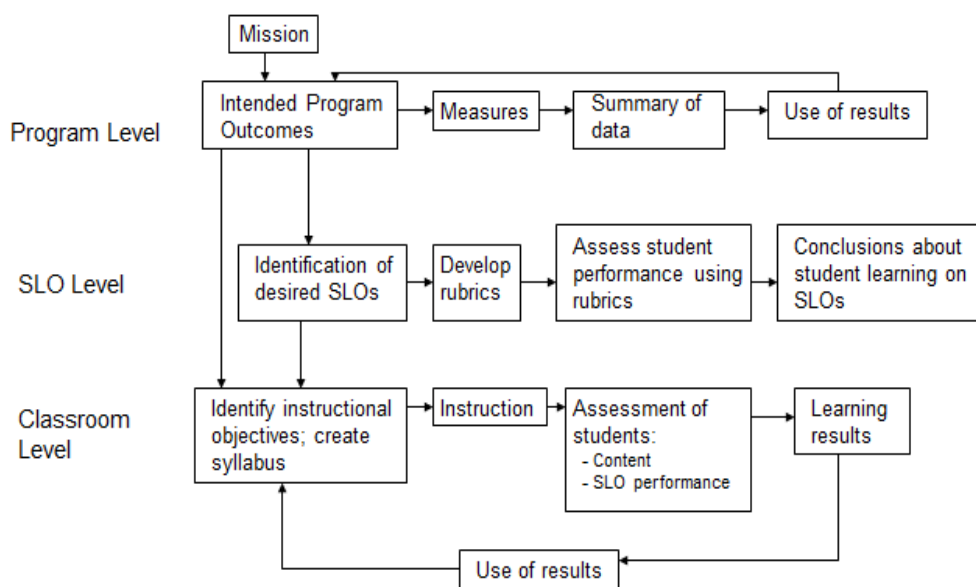 Mission
Program Level
Intended Program
Outcomes
Measures
Summary of
data
Use of results
SLO Level
Identification of
desired SLOs
Develop
rubrics
Assess student
performance using
rubrics
Conclusions about
student learning on
SLOs
Classroom
Level
Identify instructional
objectives; create
syllabus
Instruction
Assessment of
students:
- Content
- SLO performance
Learning
results
Use of results